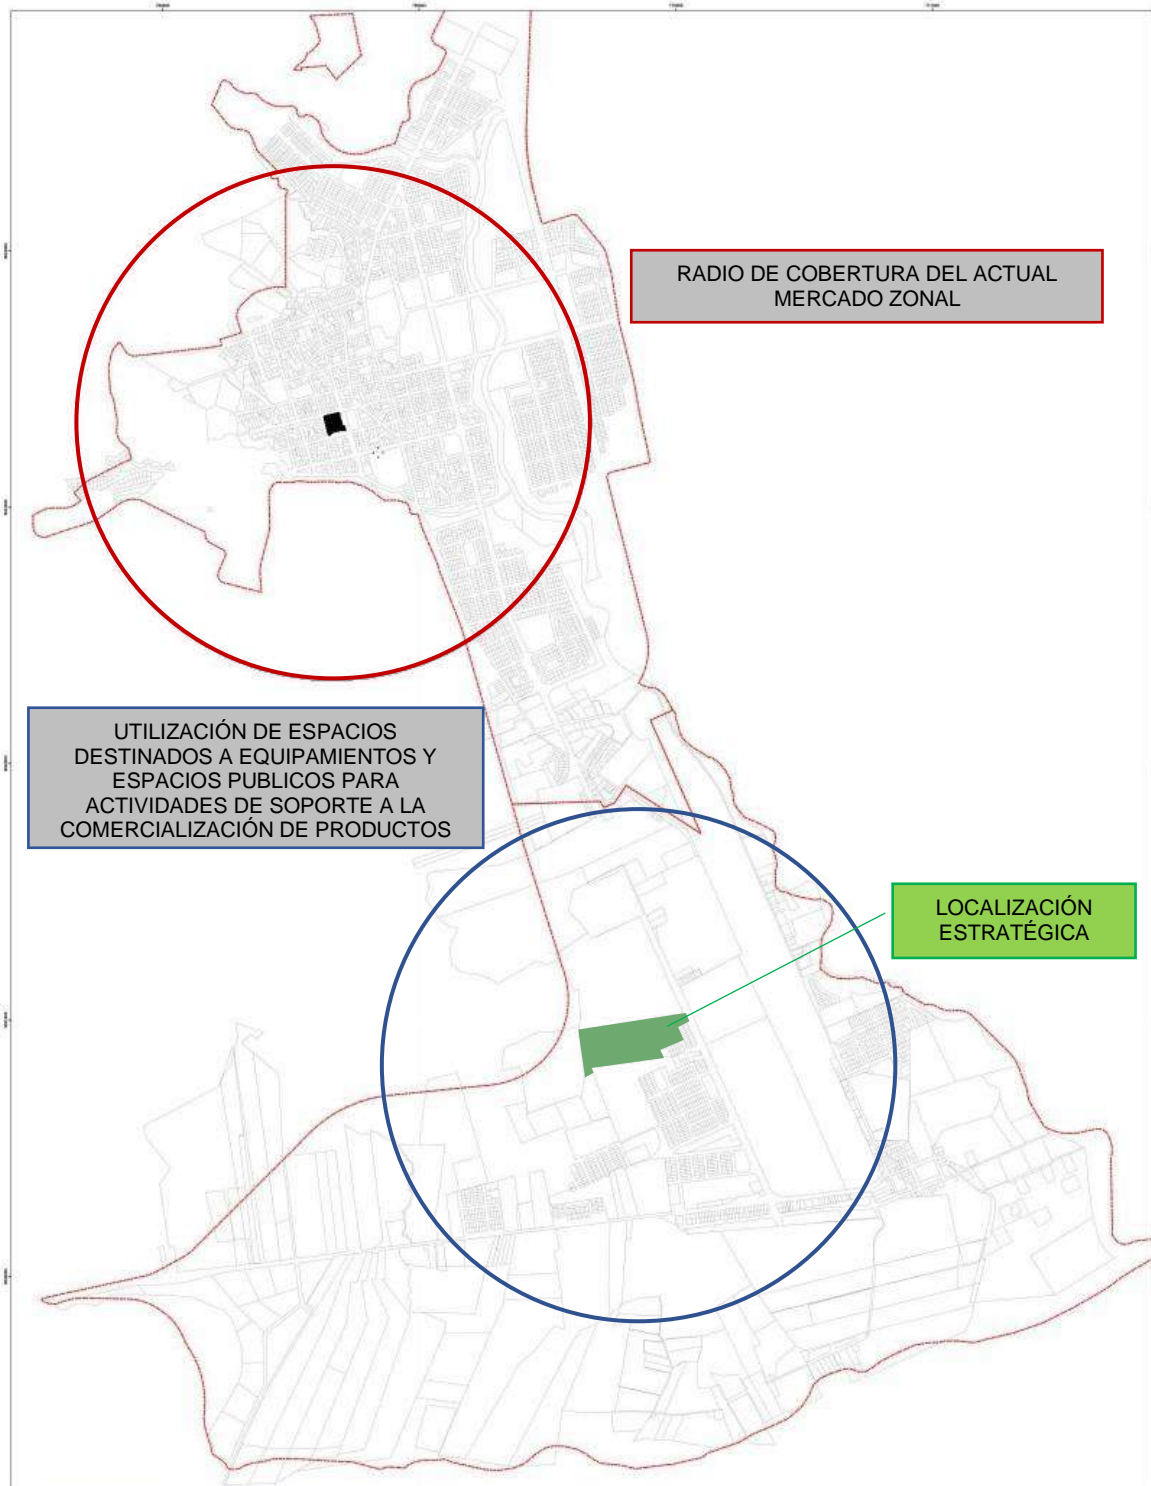 RADIO DE COBERTURA DEL ACTUAL
MERCADO ZONAL
UTILIZACIÓN DE ESPACIOS
DESTINADOS A EQUIPAMIENTOS Y
ESPACIOS PUBLICOS PARA
ACTIVIDADES DE SOPORTE A LA
COMERCIALIZACIÓN DE PRODUCTOS
LOCALIZACIÓN
ESTRATÉGICA